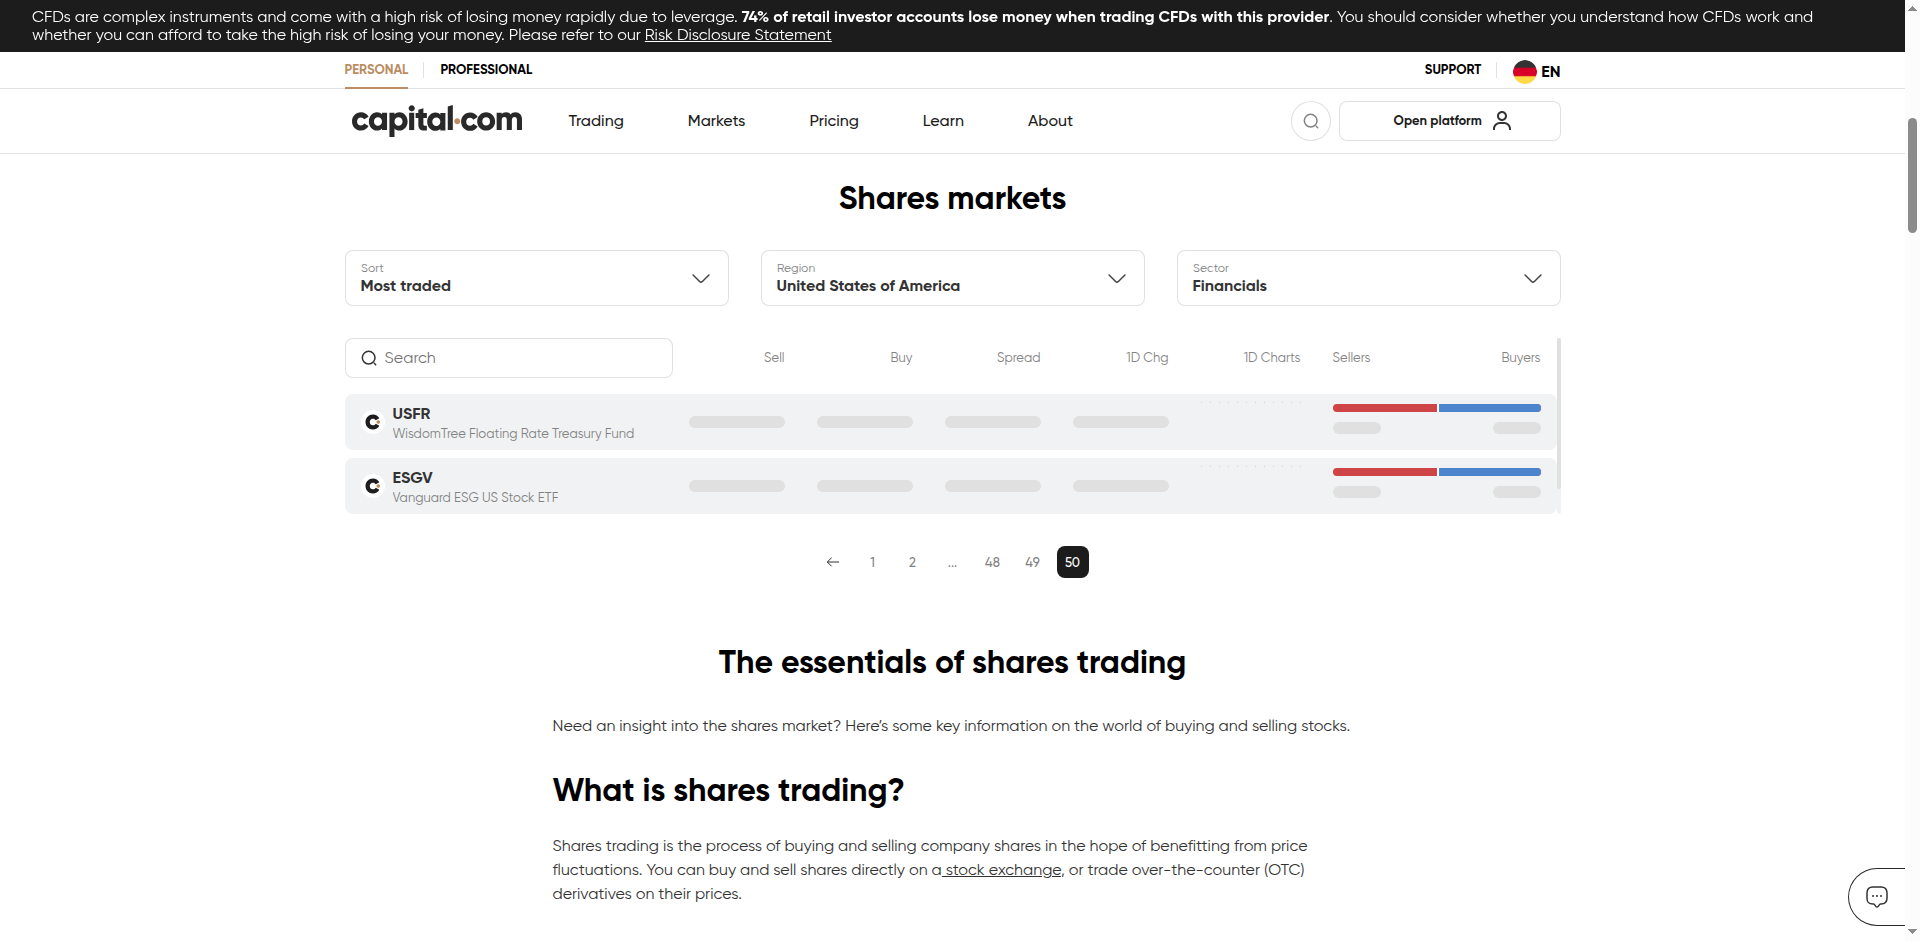 CFDs are complex instruments and come with a high risk of losing money rapidly due to leverage. 74% of retail investor accounts lose money when trading CFDs with this provider. You should consider whether you understand how CFDs work and
whether you can afford to take the high risk of losing your money. Please refer to our Risk Disclosure Statement
PERSONAL PROFESSIONAL SUPPORT EN
capital.com Trading Markets Pricing Learn About Open platform
Shares markets
Sort Region Sector
Most traded United States of America Financials
Search Sell Buy Spread 1D Chg 1D Charts Sellers Buyers
USFR
WisdomTree Floating Rate Treasury Fund
ESGV
Vanguard ESG US Stock ETF
1 2 ... 48 49 50
The essentials of shares trading
Need an insight into the shares market? Here's some key information on the world of buying and selling stocks.
What is shares trading?
Shares trading is the process of buying and selling company shares in the hope of benefitting from price
fluctuations. You can buy and sell shares directly on a stock exchange, or trade over-the-counter (OTC)
derivatives on their prices.